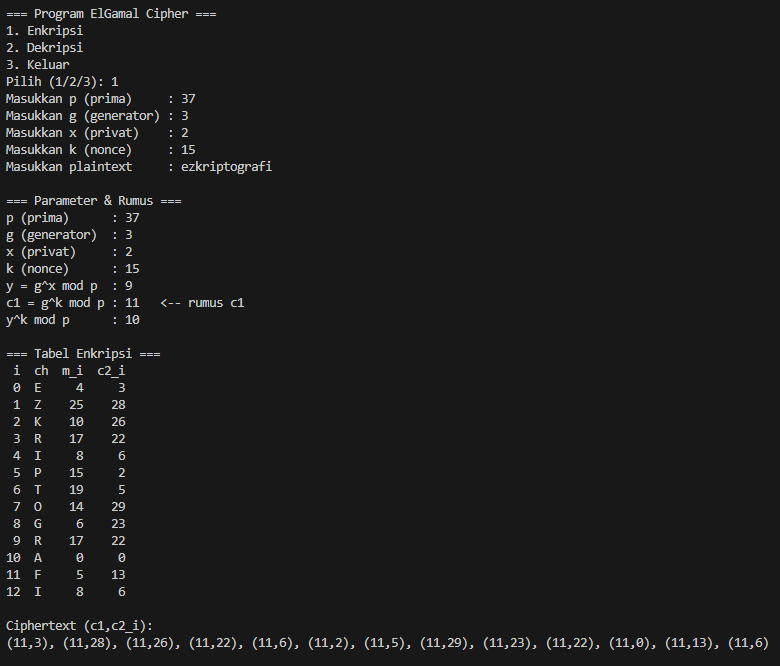 === Program ElGamal Cipher ===
1. Enkripsi
2. Dekripsi
3. Keluar
Pilih (1/2/3): 1
Masukkan p (prima)     : 37
Masukkan g (generator) : 3
Masukkan x (privat)    : 2
Masukkan k (nonce)     : 15
Masukkan plaintext     : ezkriptografi

=== Parameter & Rumus ===
p (prima)      : 37
g (generator)  : 3
x (privat)     : 2
k (nonce)      : 15
y = g^x mod p  : 9
c1 = g^k mod p : 11   <-- rumus c1
y^k mod p      : 10

=== Tabel Enkripsi ===
 i  ch  m_i  c2_i
 0  E     4     3
 1  Z    25    28
 2  K    10    26
 3  R    17    22
 4  I     8     6
 5  P    15     2
 6  T    19     5
 7  O    14    29
 8  G     6    23
 9  R    17    22
10  A     0     0
11  F     5    13
12  I     8     6

Ciphertext (c1,c2_i):
(11,3), (11,28), (11,26), (11,22), (11,6), (11,2), (11,5), (11,29), (11,23), (11,22), (11,0), (11,13), (11,6)